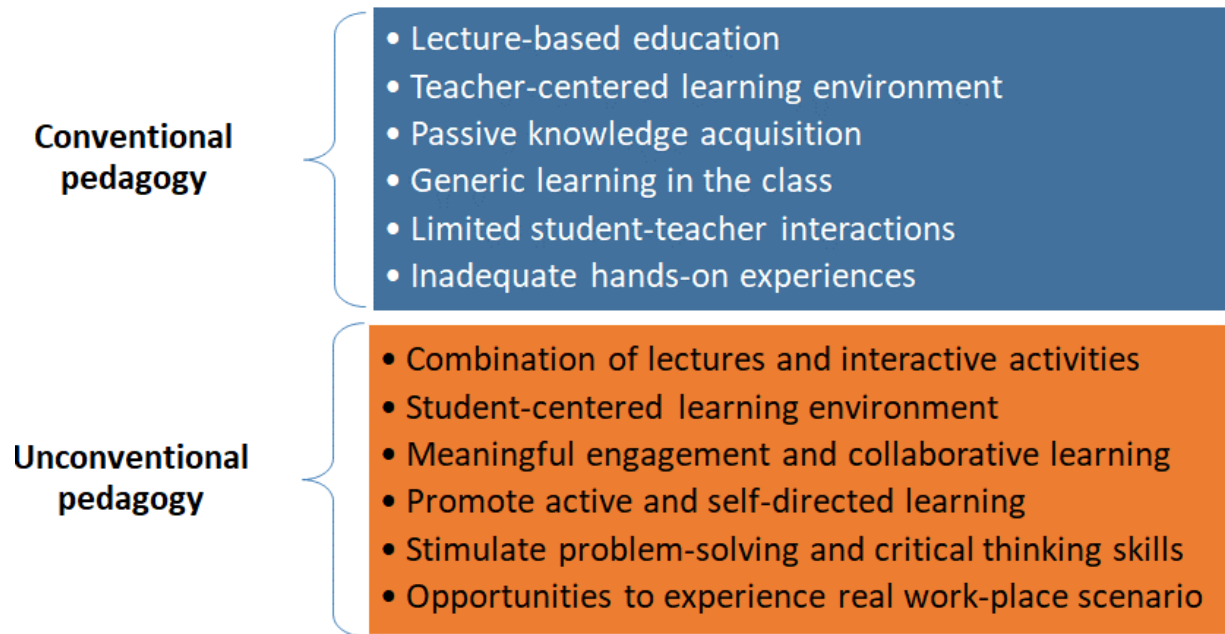 Conventional
pedagogy
• Lecture-based education
• Teacher-centered learning environment
• Passive knowledge acquisition
• Generic learning in the class
• Limited student-teacher interactions
• Inadequate hands-on experiences
Unconventional
pedagogy
• Combination of lectures and interactive activities
• Student-centered learning environment
• Meaningful engagement and collaborative learning
• Promote active and self-directed learning
• Stimulate problem-solving and critical thinking skills
• Opportunities to experience real work-place scenario